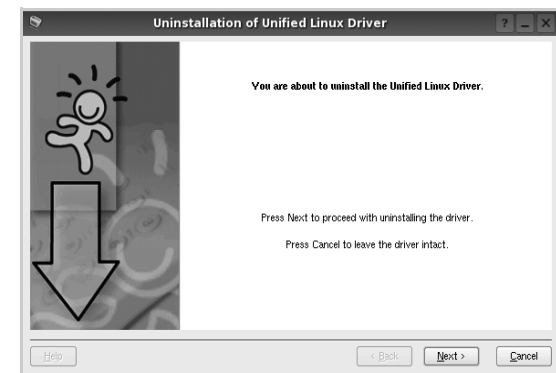 Uninstallation of Unified Linux Driver
You are about to uninstall the Unified Linux Driver.
Press Next to proceed with uninstalling the driver.
Press Cancel to leave the driver intact.
Help
< Back
Next >
Cancel